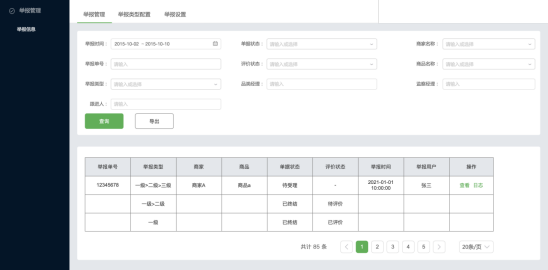 举报管理
举报信息
举报管理 举报类型配置 举报设置
举报时间： 2015-10-02 ~ 2015-10-10 单据状态： 请输入或选择 商家名称： 请输入或选择
举报单号： 请输入 评价状态： 请输入或选择 商品名称： 请输入或选择
举报类型： 请输入或选择 品类经理： 请输入 监察经理： 请输入
跟进人： 请输入
查询 导出
举报单号 举报类型 商家 商品 单据状态 评价状态 举报时间 举报用户 操作
12345678 一级>二级>三级 商家A 商品a 待受理 - 2021-01-01 10:00:00 张三 查看 日志
一级>二级 已终结 待评价
一级 已终结 已评价
共计 85 条 1 2 3 4 5 20条/页